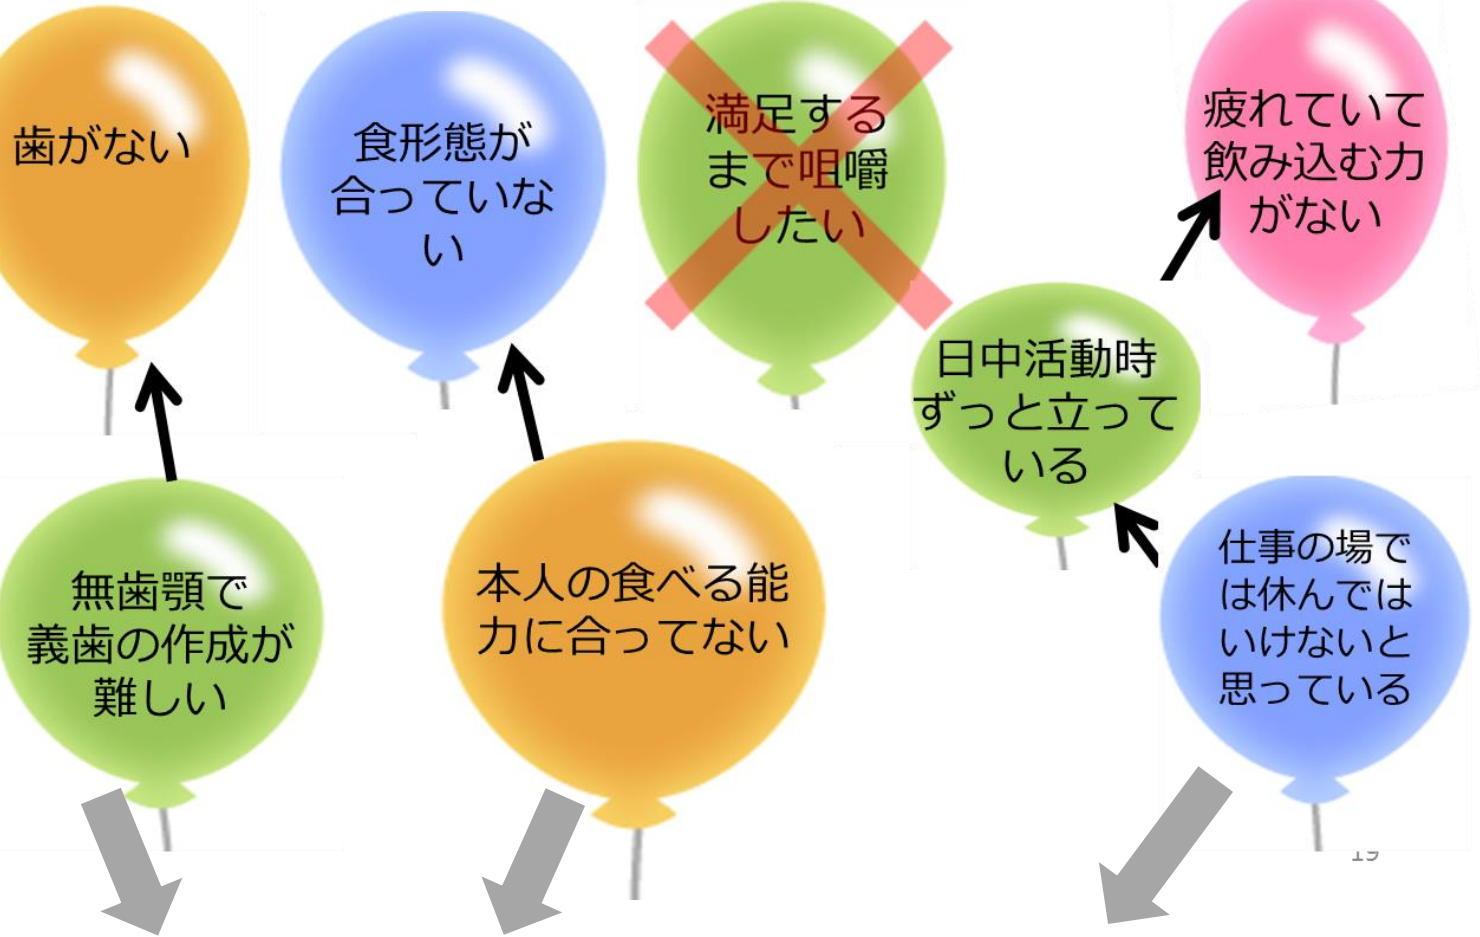 歯がない
食形態が
合っていな
い
満足する
まで咀嚼
したい
疲れていて
飲み込む力
がない
日中活動時
ずっと立って
いる
無歯顎で
義歯の作成が
難しい
本人の食べる能
力に合ってない
仕事の場で
は休んでは
いけないと
思っている
19